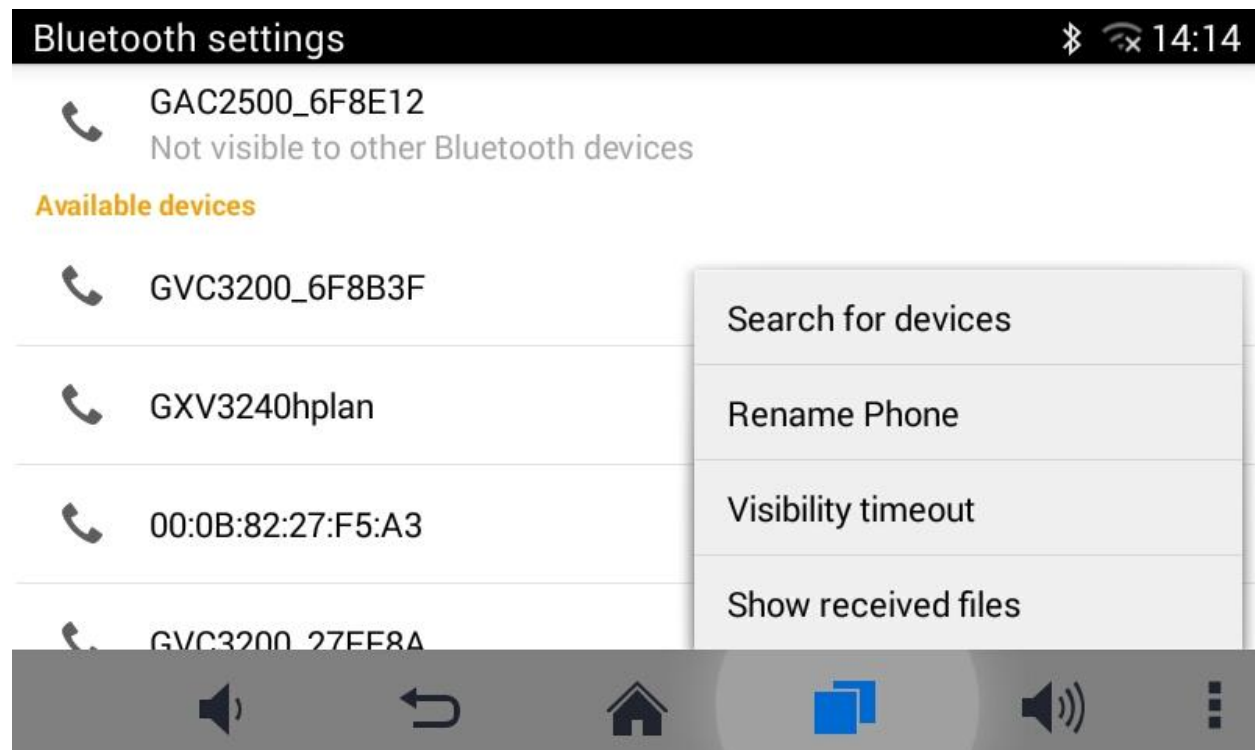 Bluetooth settings 14:14
GAC2500_6F8E12
Not visible to other Bluetooth devices
Available devices
GVC3200_6F8B3F
GXV3240hplan
00:0B:82:27:F5:A3
GVC3200_27EE8A
Search for devices
Rename Phone
Visibility timeout
Show received files